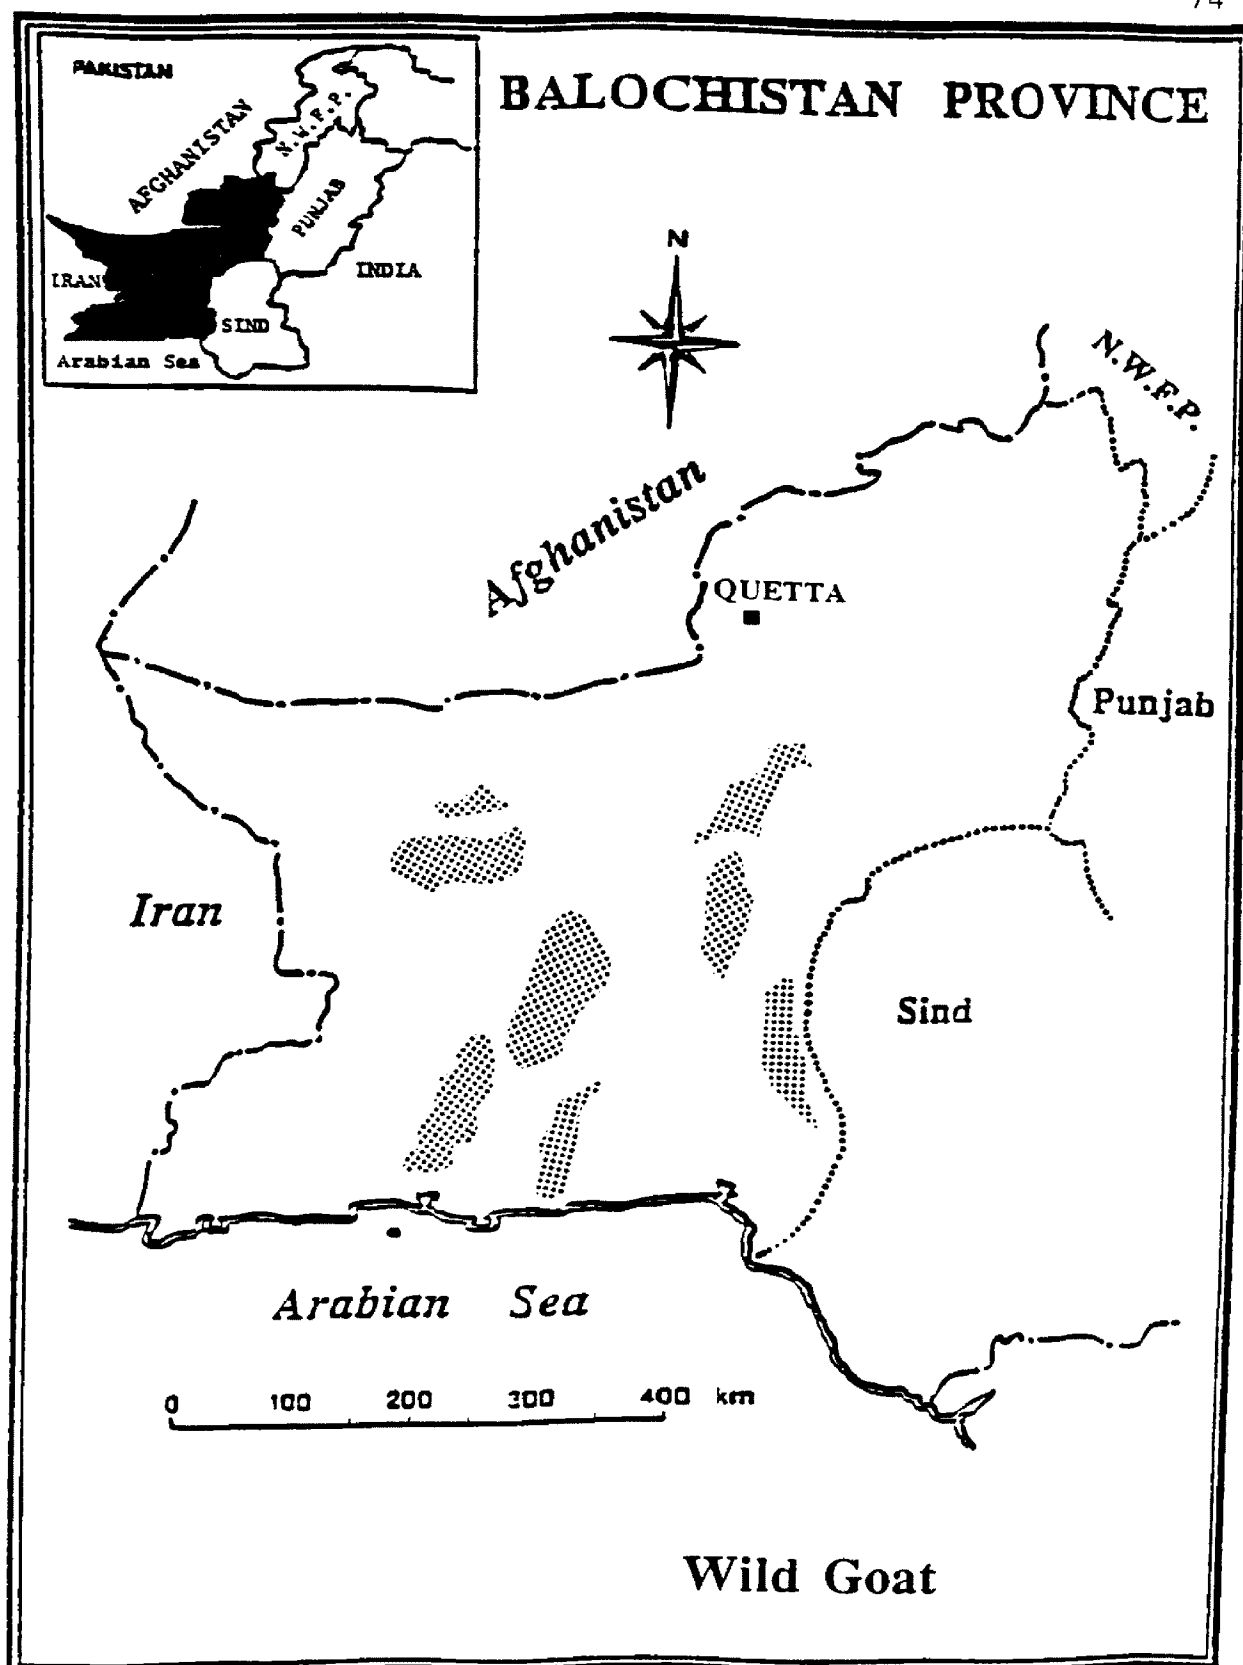 74
PAKISTAN
AFGHANISTAN
N.W.F.P.
PUNJAB
IRAN
INDIA
SIND
Arabian Sea
BALOCHISTAN PROVINCE
N
N.W.F.P.
Afghanistan
QUETTA
Punjab
Iran
Sind
Arabian Sea
0 100 200 300 400 km
Wild Goat